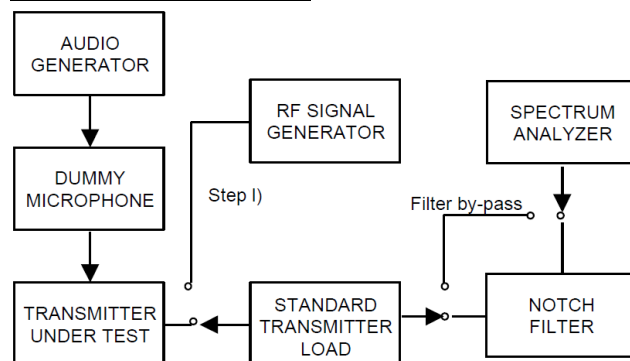 AUDIO
GENERATOR
RF SIGNAL
GENERATOR
SPECTRUM
ANALYZER
DUMMY
MICROPHONE
Step I)
Filter by-pass
TRANSMITTER
UNDER TEST
STANDARD
TRANSMITTER
LOAD
NOTCH
FILTER